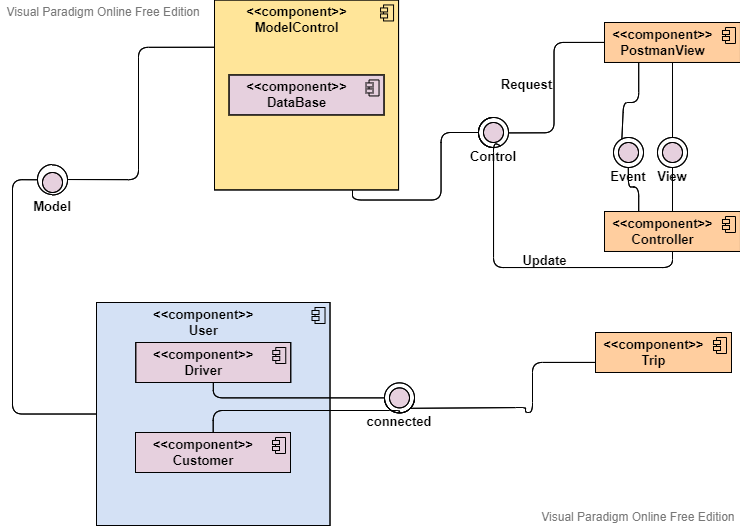 Visual Paradigm Online Free Edition
<<component>>
ModelControl
<<component>>
DataBase
<<component>>
PostmanView
Request
Control
Event
View
Model
<<component>>
Controller
Update
<<component>>
User
<<component>>
Driver
<<component>>
Trip
connected
<<component>>
Customer
Visual Paradigm Online Free Edition